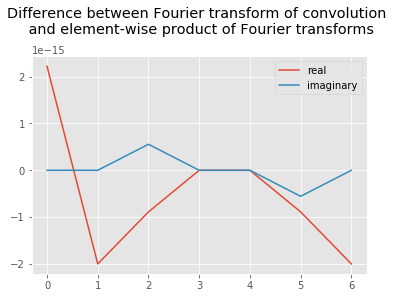 Difference between Fourier transform of convolution
and element-wise product of Fourier transforms
1e−15
real
imaginary
2
1
0
−1
−2
0 1 2 3 4 5 6